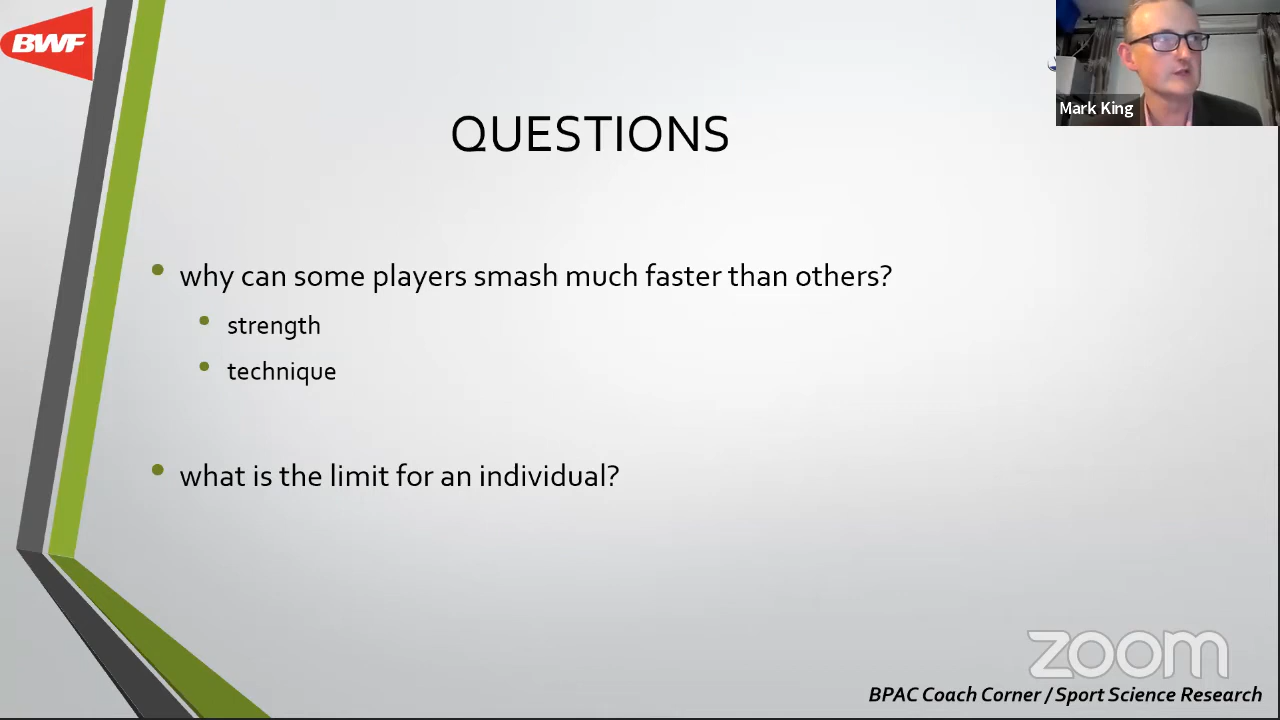 BWF
Mark King
QUESTIONS
why can some players smash much faster than others?
strength
technique
what is the limit for an individual?
zoom
BPAC Coach Corner / Sport Science Research